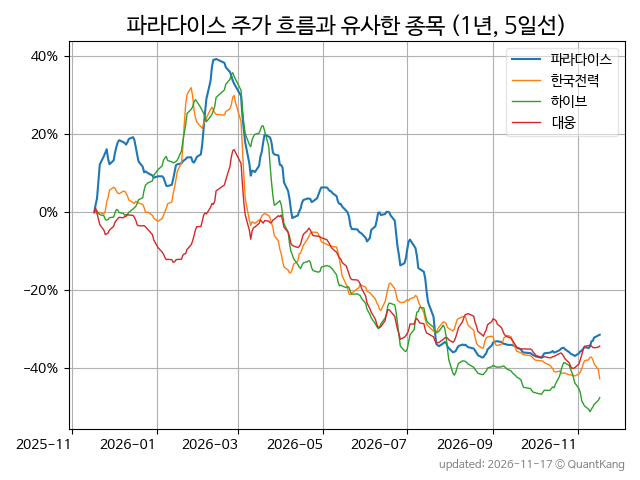 파라다이스 주가 흐름과 유사한 종목 (1년, 5일선)
40%
20%
0%
−20%
−40%
파라다이스
한국전력
하이브
대웅
2025-11
2026-01
2026-03
2026-05
2026-07
2026-09
2026-11
updated: 2026-11-17 © QuantKang